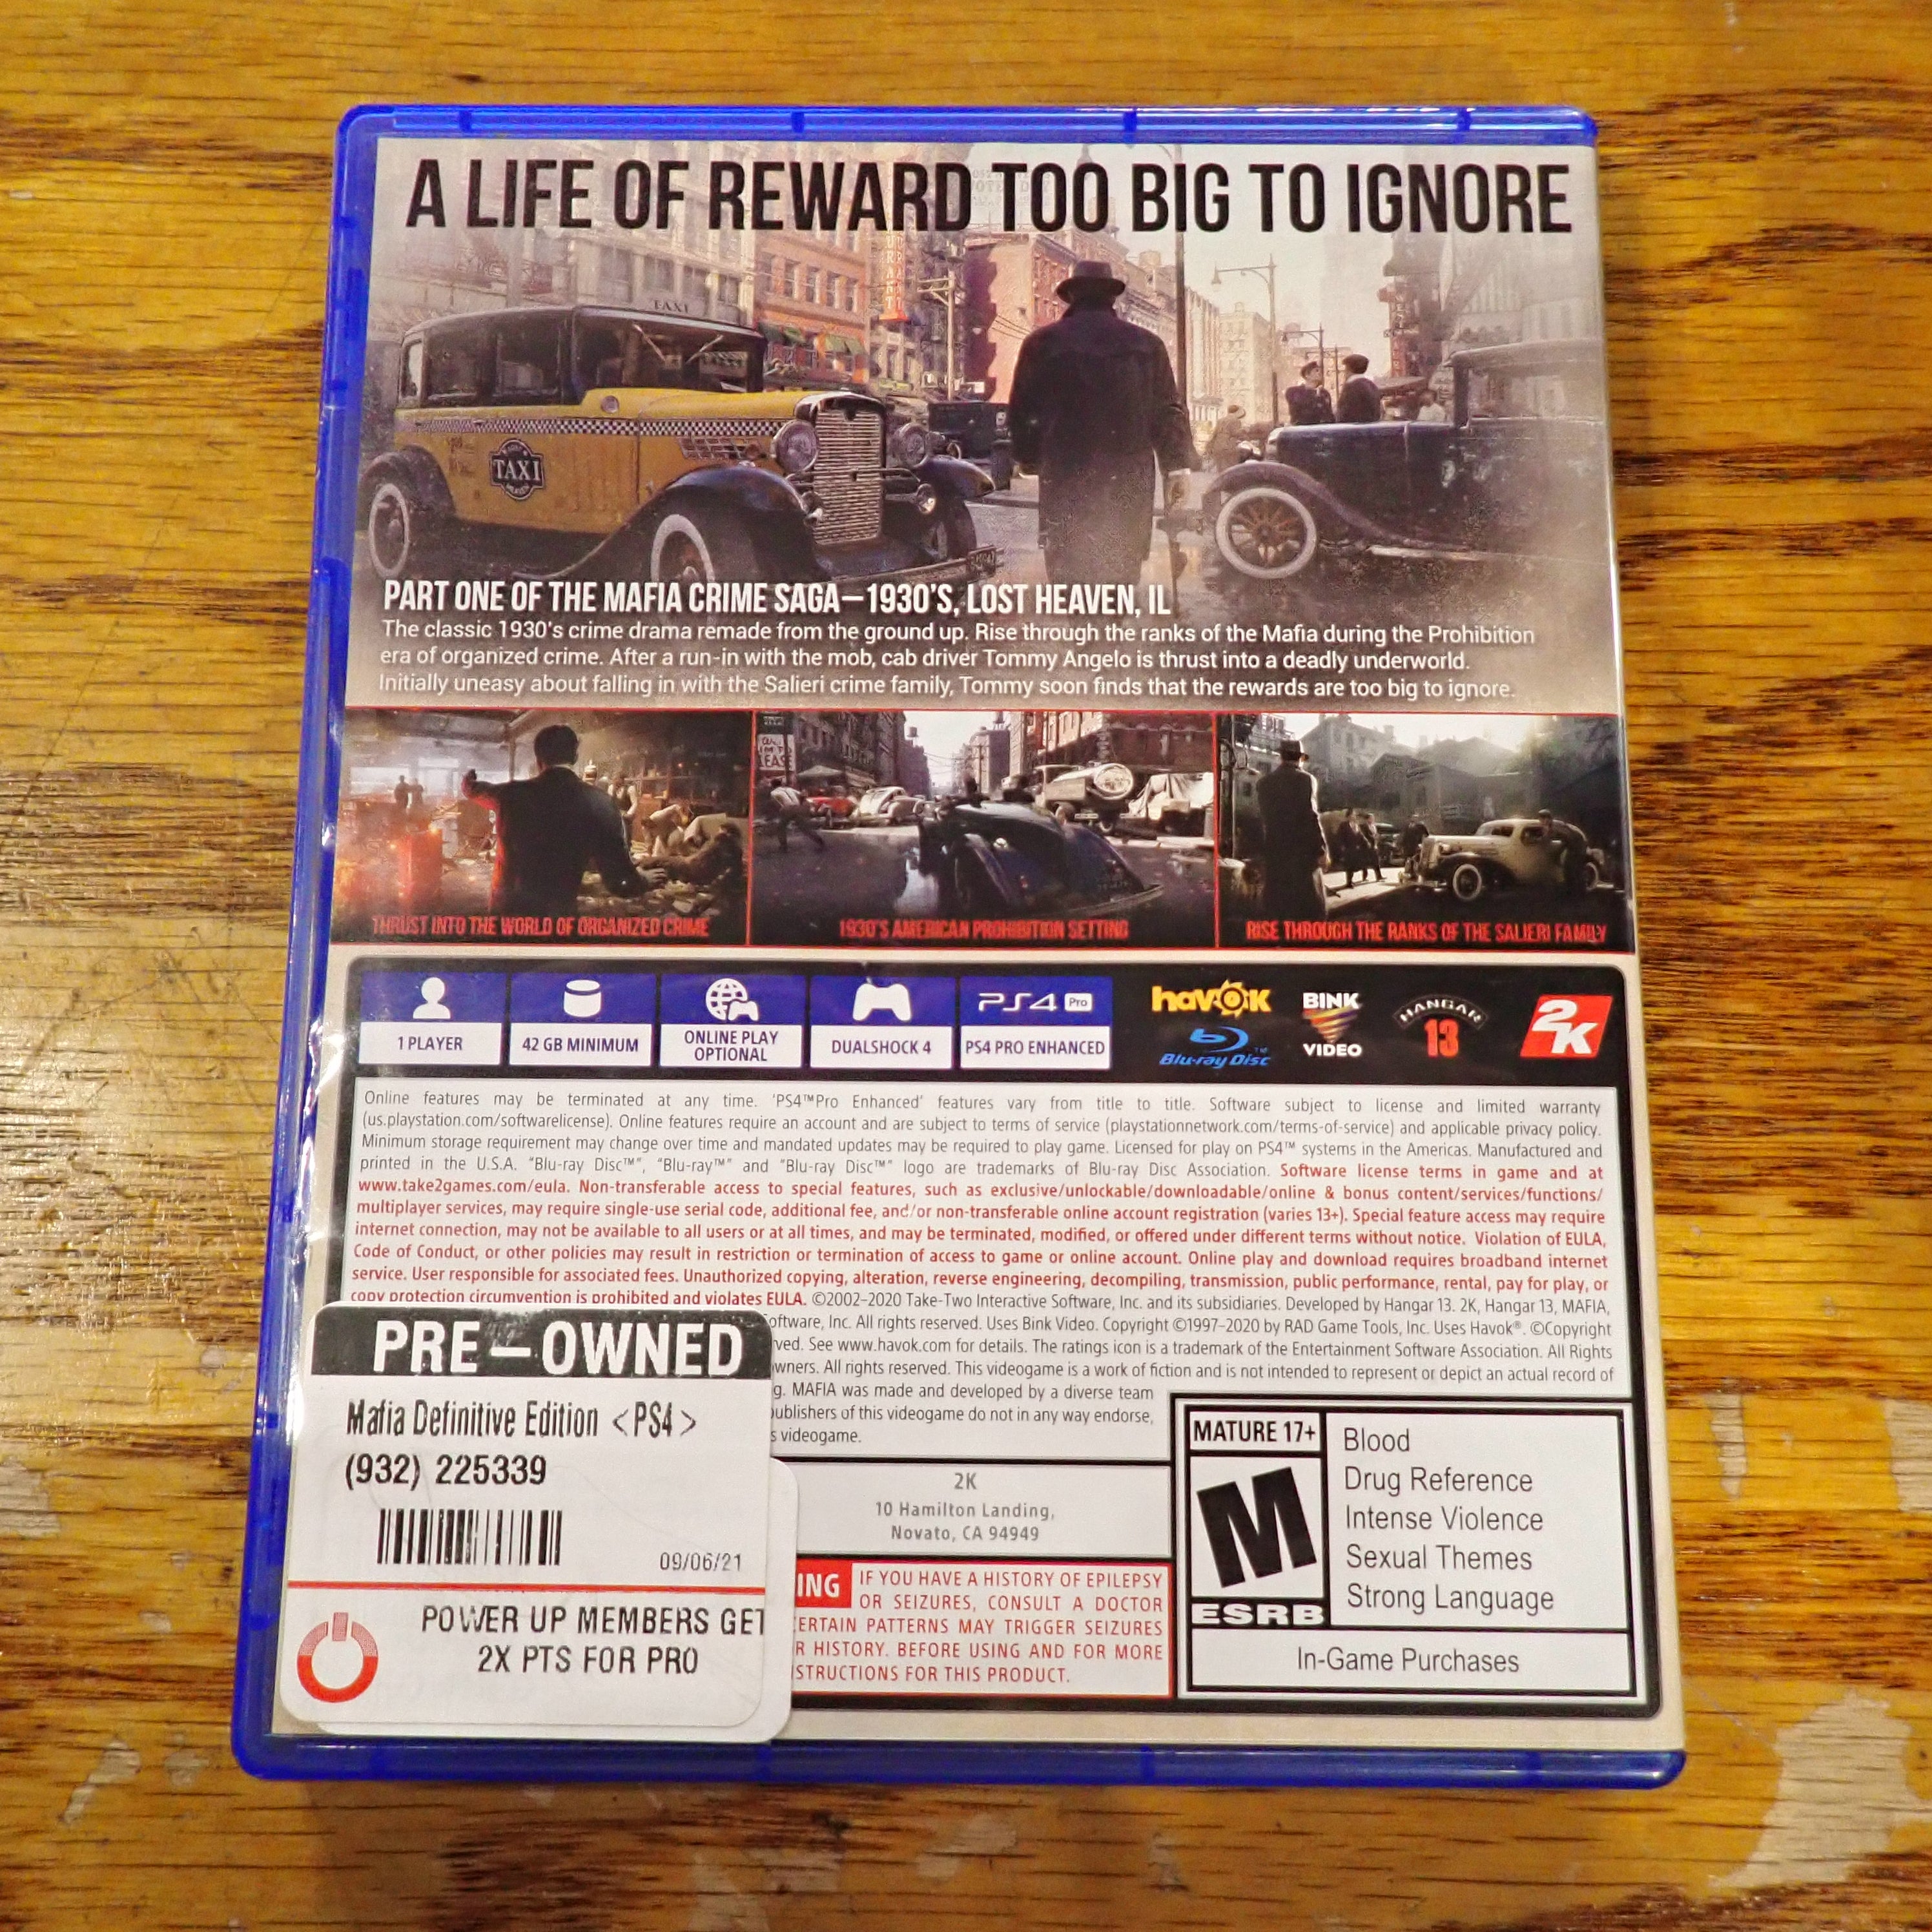 A LIFE OF REWARD TOO BIG TO IGNORE
TAXI
TAXI
PART ONE OF THE MAFIA CRIME SAGA—1930'S, LOST HEAVEN, IL
The classic 1930's crime drama remade from the ground up. Rise through the ranks of the Mafia during the Prohibition
era of organized crime. After a run-in with the mob, cab driver Tommy Angelo is thrust into a deadly underworld.
Initially uneasy about falling in with the Salieri crime family, Tommy soon finds that the rewards are too big to ignore.
THRUST INTO THE WORLD OF ORGANIZED CRIME
1930'S AMERICAN PROHIBITION SETTING
RISE THROUGH THE RANKS OF THE SALIERI FAMILY
1 PLAYER
42 GB MINIMUM
ONLINE PLAY
OPTIONAL
DUALSHOCK 4
PS4 Pro
PS4 PRO ENHANCED
havok
Blu-ray Disc™
BINK
VIDEO
HANGAR
13
2K
Online features may be terminated at any time. 'PS4™Pro Enhanced' features vary from title to title. Software subject to license and limited warranty
(us.playstation.com/softwarelicense). Online features require an account and are subject to terms of service (playstationnetwork.com/terms-of-service) and applicable privacy policy.
Minimum storage requirement may change over time and mandated updates may be required to play game. Licensed for play on PS4™ systems in the Americas. Manufactured and
printed in the U.S.A. "Blu-ray Disc™", "Blu-ray™" and "Blu-ray Disc™" logo are trademarks of Blu-ray Disc Association. Software license terms in game and at
www.take2games.com/eula. Non-transferable access to special features, such as exclusive/unlockable/downloadable/online & bonus content/services/functions/
multiplayer services, may require single-use serial code, additional fee, and/or non-transferable online account registration (varies 13+). Special feature access may require
internet connection, may not be available to all users or at all times, and may be terminated, modified, or offered under different terms without notice. Violation of EULA,
Code of Conduct, or other policies may result in restriction or termination of access to game or online account. Online play and download requires broadband internet
service. User responsible for associated fees. Unauthorized copying, alteration, reverse engineering, decompiling, transmission, public performance, rental, pay for play, or
copy protection circumvention is prohibited and violates EULA. ©2002-2020 Take-Two Interactive Software, Inc. and its subsidiaries. Developed by Hangar 13. 2K, Hangar 13, MAFIA,
oftware, Inc. All rights reserved. Uses Bink Video. Copyright ©1997-2020 by RAD Game Tools, Inc. Uses Havok®. ©Copyright
ved. See www.havok.com for details. The ratings icon is a trademark of the Entertainment Software Association. All Rights
wners. All rights reserved. This videogame is a work of fiction and is not intended to represent or depict an actual record of
g. MAFIA was made and developed by a diverse team
ublishers of this videogame do not in any way endorse,
s videogame.
PRE-OWNED
Mafia Definitive Edition <PS4>
(932) 225339
09/06/21
POWER UP MEMBERS GET
2X PTS FOR PRO
2K
10 Hamilton Landing,
Novato, CA 94949
ING IF YOU HAVE A HISTORY OF EPILEPSY
OR SEIZURES, CONSULT A DOCTOR
ERTAIN PATTERNS MAY TRIGGER SEIZURES
R HISTORY. BEFORE USING AND FOR MORE
STRUCTIONS FOR THIS PRODUCT.
MATURE 17+
M
ESRB
Blood
Drug Reference
Intense Violence
Sexual Themes
Strong Language
In-Game Purchases